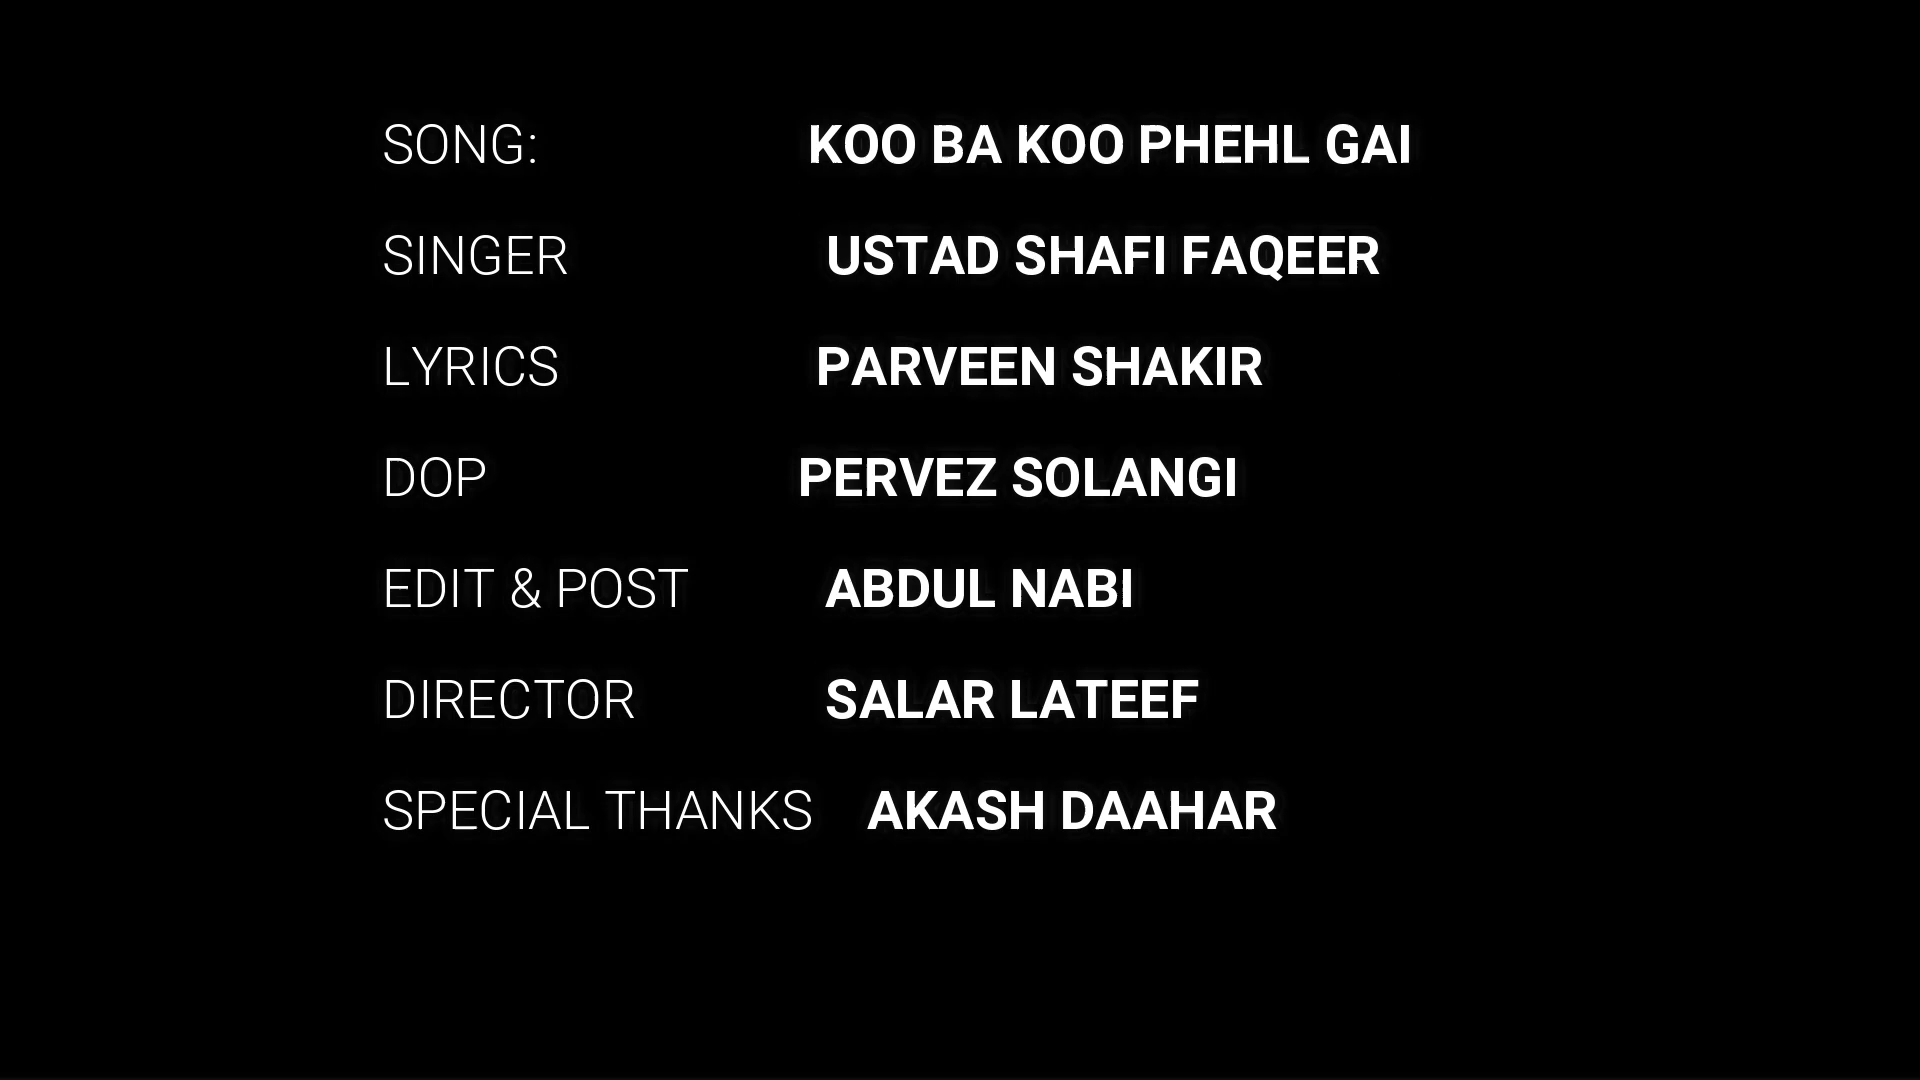 SONG: KOO BA KOO PHEHL GAI
SINGER USTAD SHAFI FAQEER
LYRICS PARVEEN SHAKIR
DOP PERVEZ SOLANGI
EDIT & POST ABDUL NABI
DIRECTOR SALAR LATEEF
SPECIAL THANKS AKASH DAAHAR